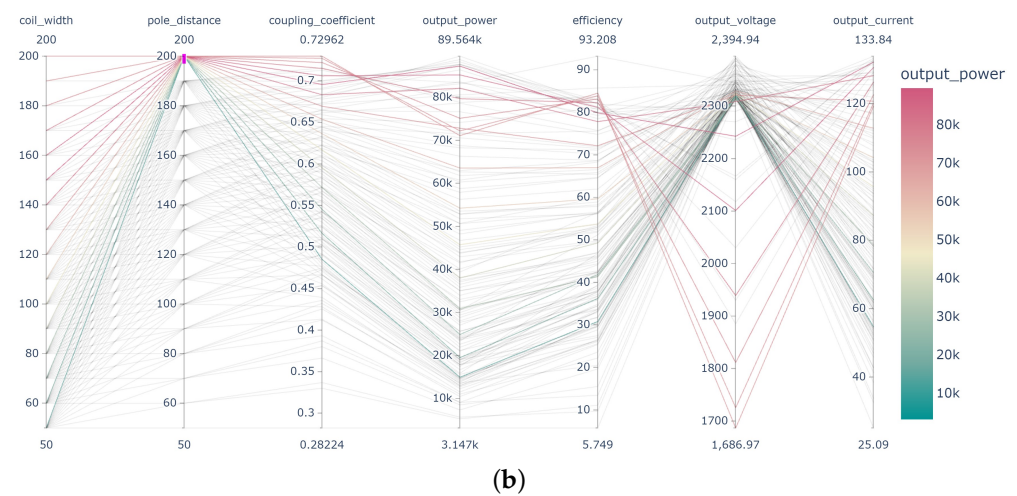 coil_width pole_distance coupling_coefficient output_power efficiency output_voltage output_current
200 200 0.72962 89.564k 93.208 2,394.94 133.84
200 200 0.7 80k 90 2300 120 output_power
180 180 0.65 70k 80 2200 100 80k
160 160 0.6 60k 70 2100 80 70k
140 140 0.55 50k 60 2000 60 60k
120 120 0.5 40k 50 1900 40 50k
100 100 0.45 30k 40 1800 40k
80 80 0.4 20k 30 1700 30k
60 60 0.35 10k 20 20k
0.3 10 10k
50 50 0.28224 3.147k 5.749 1,686.97 25.09
(b)